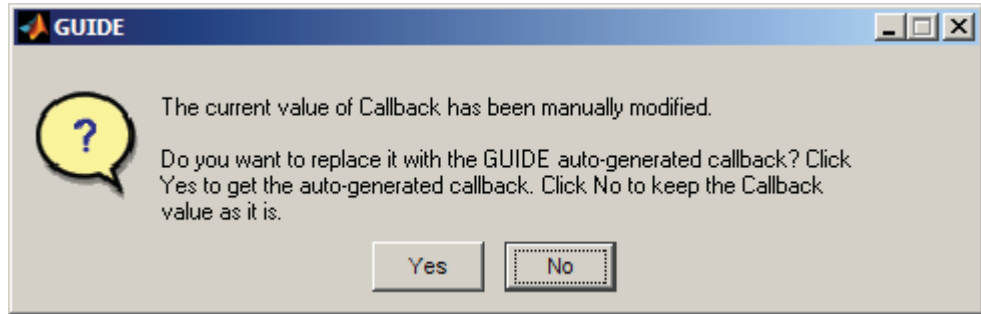 GUIDE
?
The current value of Callback has been manually modified.
Do you want to replace it with the GUIDE auto-generated callback? Click
Yes to get the auto-generated callback. Click No to keep the Callback
value as it is.
Yes
No